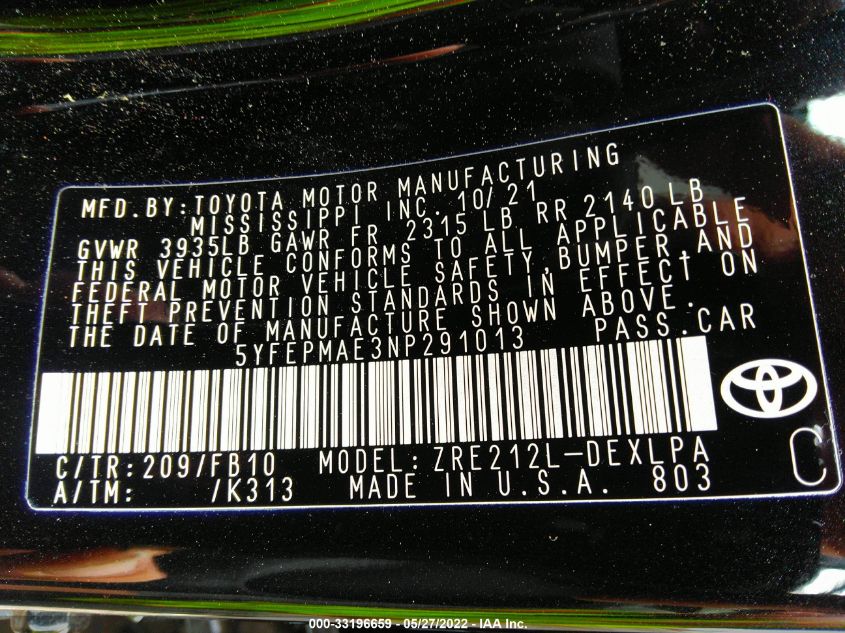 MFD.BY:TOYOTA MOTOR MANUFACTURING
MISSISSIPPI INC. 10/21
GVWR 3935LB GAWR FR 2315 LB RR 2140 LB
THIS VEHICLE CONFORMS TO ALL APPLICABLE
FEDERAL MOTOR VEHICLE SAFETY,BUMPER,AND
THEFT PREVENTION STANDARDS IN EFFECT ON
THE DATE OF MANUFACTURE SHOWN ABOVE.
5YFEPMAE3NP291013 PASS.CAR
C/TR:209/FB10 MODEL:ZRE212L-DEXLPA
A/TM: /K313 MADE IN U.S.A. 803
C
000-33196659 - 05/27/2022 - IAA Inc.